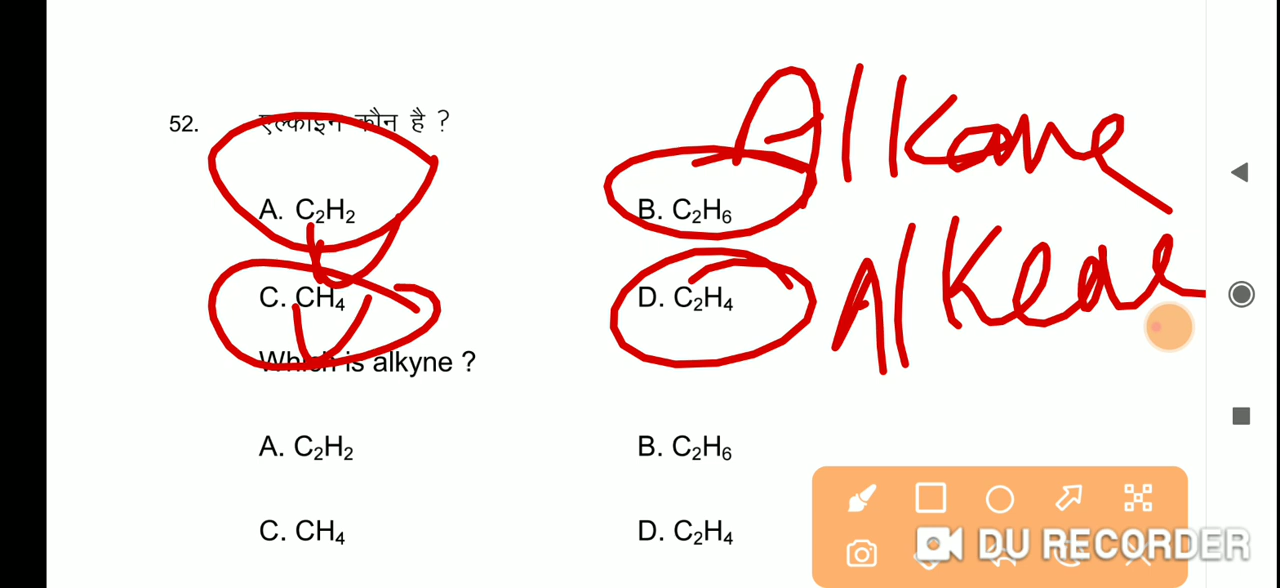 52. एल्काइन कौन है ?
Alkane
A. C₂H₂ B. C₂H₆
C. CH₄ D. C₂H₄
Alkene
Which is alkyne ?
A. C₂H₂ B. C₂H₆
C. CH₄ D. C₂H₄
DU RECORDER